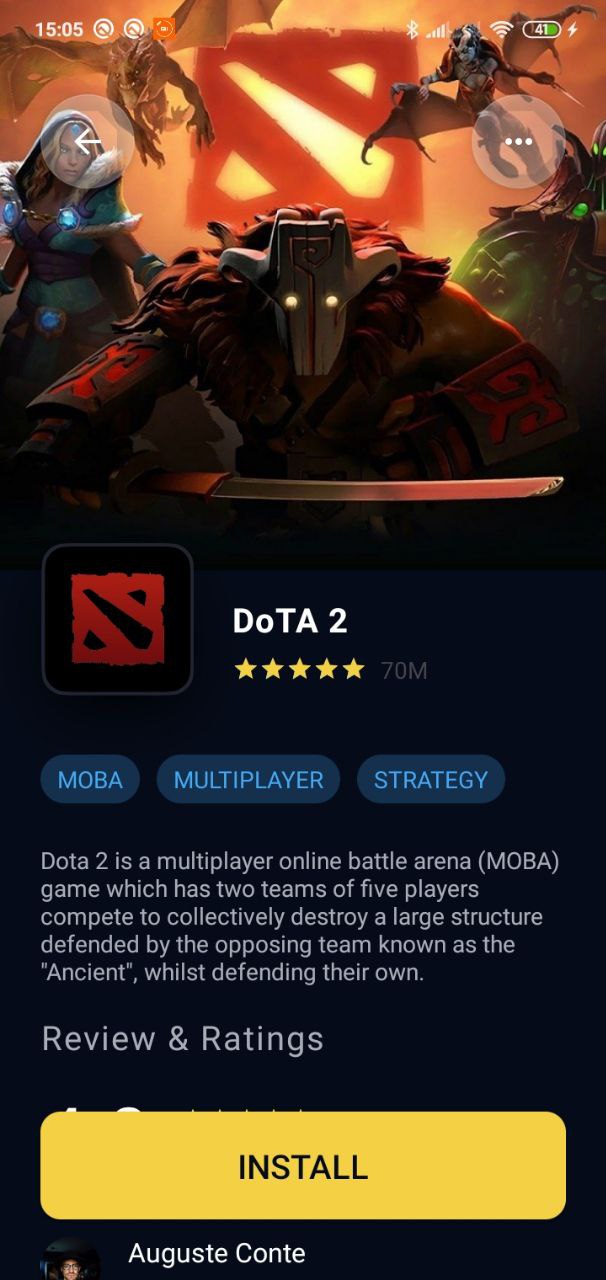 15:05
41
DoTA 2
70M
MOBA
MULTIPLAYER
STRATEGY
Dota 2 is a multiplayer online battle arena (MOBA)
game which has two teams of five players
compete to collectively destroy a large structure
defended by the opposing team known as the
"Ancient", whilst defending their own.
Review & Ratings
INSTALL
Auguste Conte